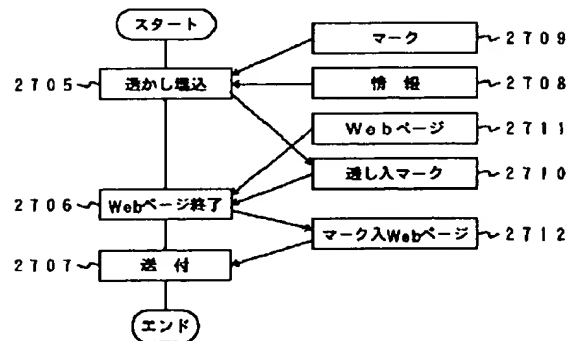 スタート
マーク 2709
2705 透かし埋込
情 報 2708
Webページ 2711
透し入マーク 2710
2706 Webページ終了
マーク入Webページ 2712
2707 送 付
エンド